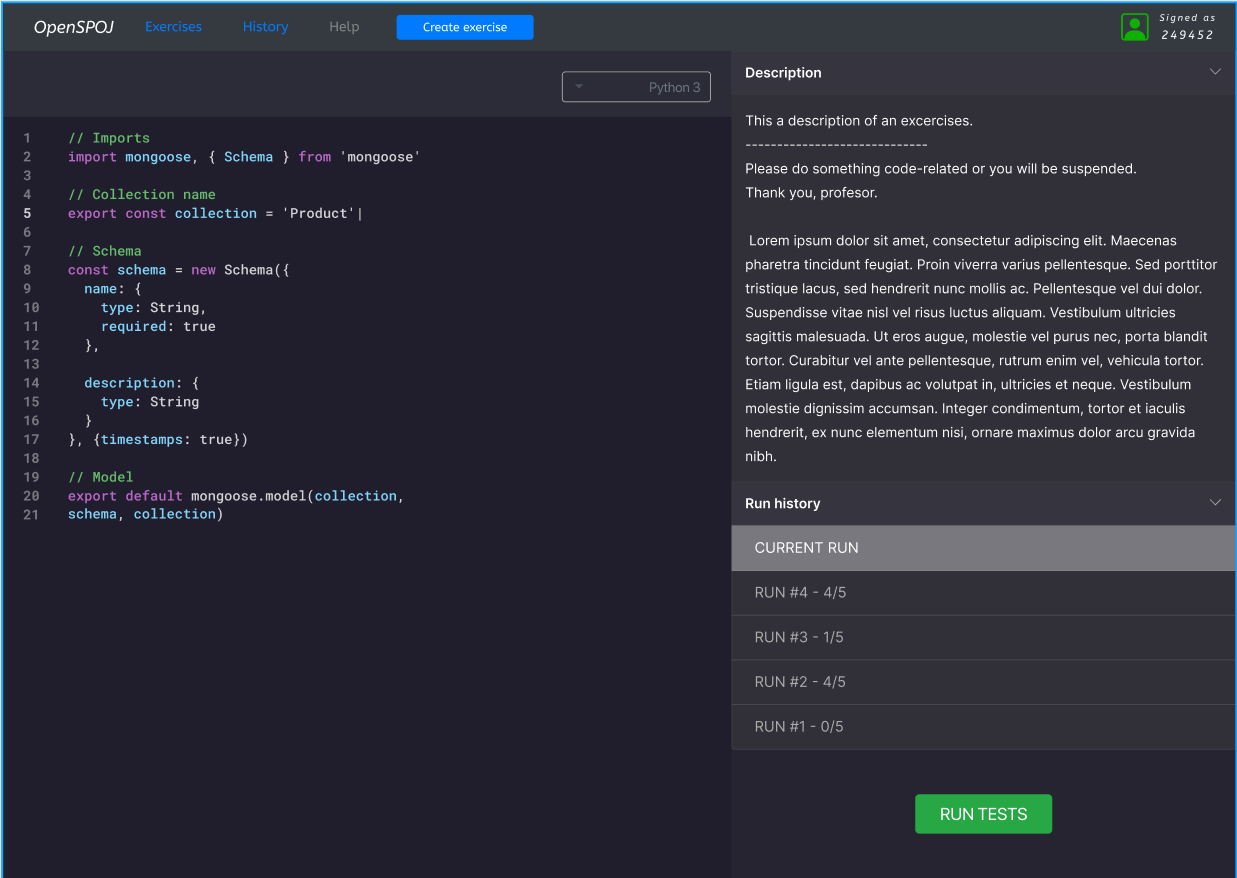 OpenSPOJ Exercises History Help Create exercise Signed as
249452
Python 3
1 // Imports
2 import mongoose, { Schema } from 'mongoose'
3
4 // Collection name
5 export const collection = 'Product'|
6
7 // Schema
8 const schema = new Schema({
9 name: {
10 type: String,
11 required: true
12 },
13
14 description: {
15 type: String
16 }
17 }, {timestamps: true})
18
19 // Model
20 export default mongoose.model(collection,
21 schema, collection)
Description
This a description of an excercises.
-----------------------------
Please do something code-related or you will be suspended.
Thank you, profesor.
Lorem ipsum dolor sit amet, consectetur adipiscing elit. Maecenas
pharetra tincidunt feugiat. Proin viverra varius pellentesque. Sed porttitor
tristique lacus, sed hendrerit nunc mollis ac. Pellentesque vel dui dolor.
Suspendisse vitae nisl vel risus luctus aliquam. Vestibulum ultricies
sagittis malesuada. Ut eros augue, molestie vel purus nec, porta blandit
tortor. Curabitur vel ante pellentesque, rutrum enim vel, vehicula tortor.
Etiam ligula est, dapibus ac volutpat in, ultricies et neque. Vestibulum
molestie dignissim accumsan. Integer condimentum, tortor et iaculis
hendrerit, ex nunc elementum nisi, ornare maximus dolor arcu gravida
nibh.
Run history
CURRENT RUN
RUN #4 - 4/5
RUN #3 - 1/5
RUN #2 - 4/5
RUN #1 - 0/5
RUN TESTS